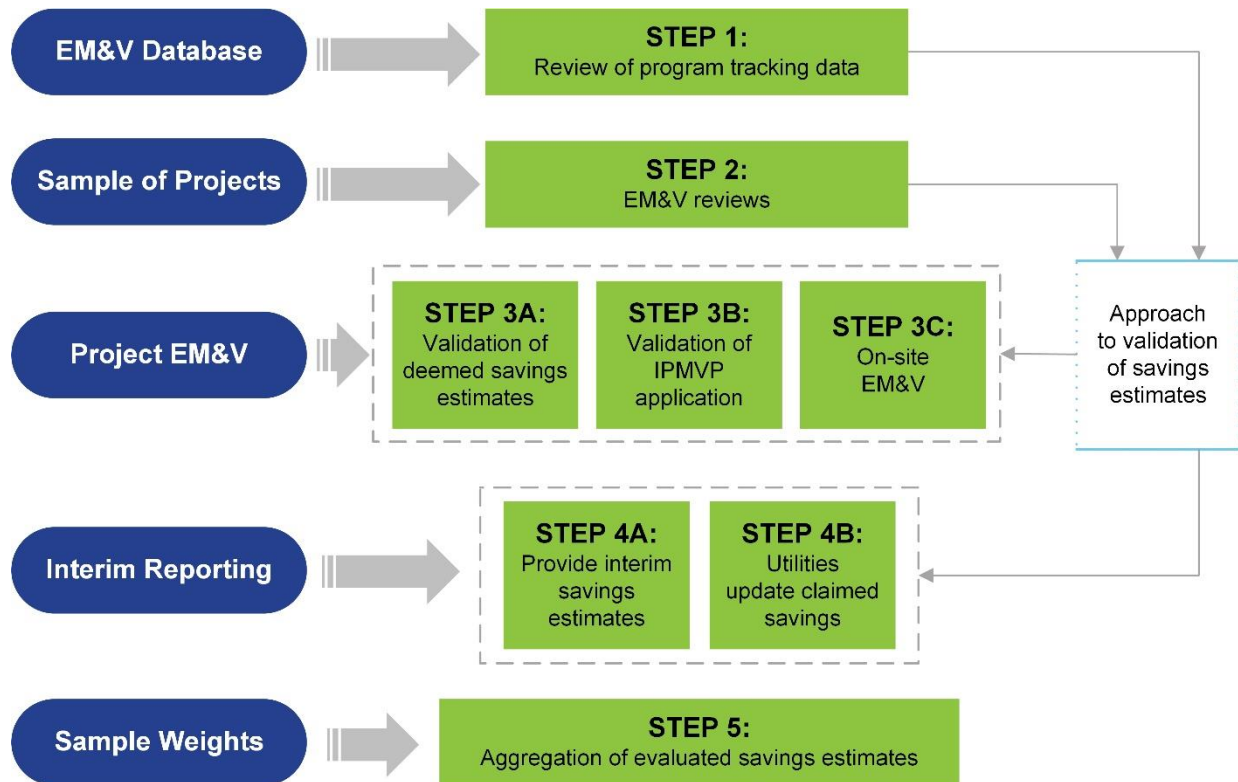 EM&V Database
STEP 1:
Review of program tracking data
Sample of Projects
STEP 2:
EM&V reviews
Project EM&V
STEP 3A:
Validation of
deemed savings
estimates
STEP 3B:
Validation of
IPMVP
application
STEP 3C:
On-site
EM&V
Approach
to validation
of savings
estimates
Interim Reporting
STEP 4A:
Provide interim
savings
estimates
STEP 4B:
Utilities
update claimed
savings
Sample Weights
STEP 5:
Aggregation of evaluated savings estimates